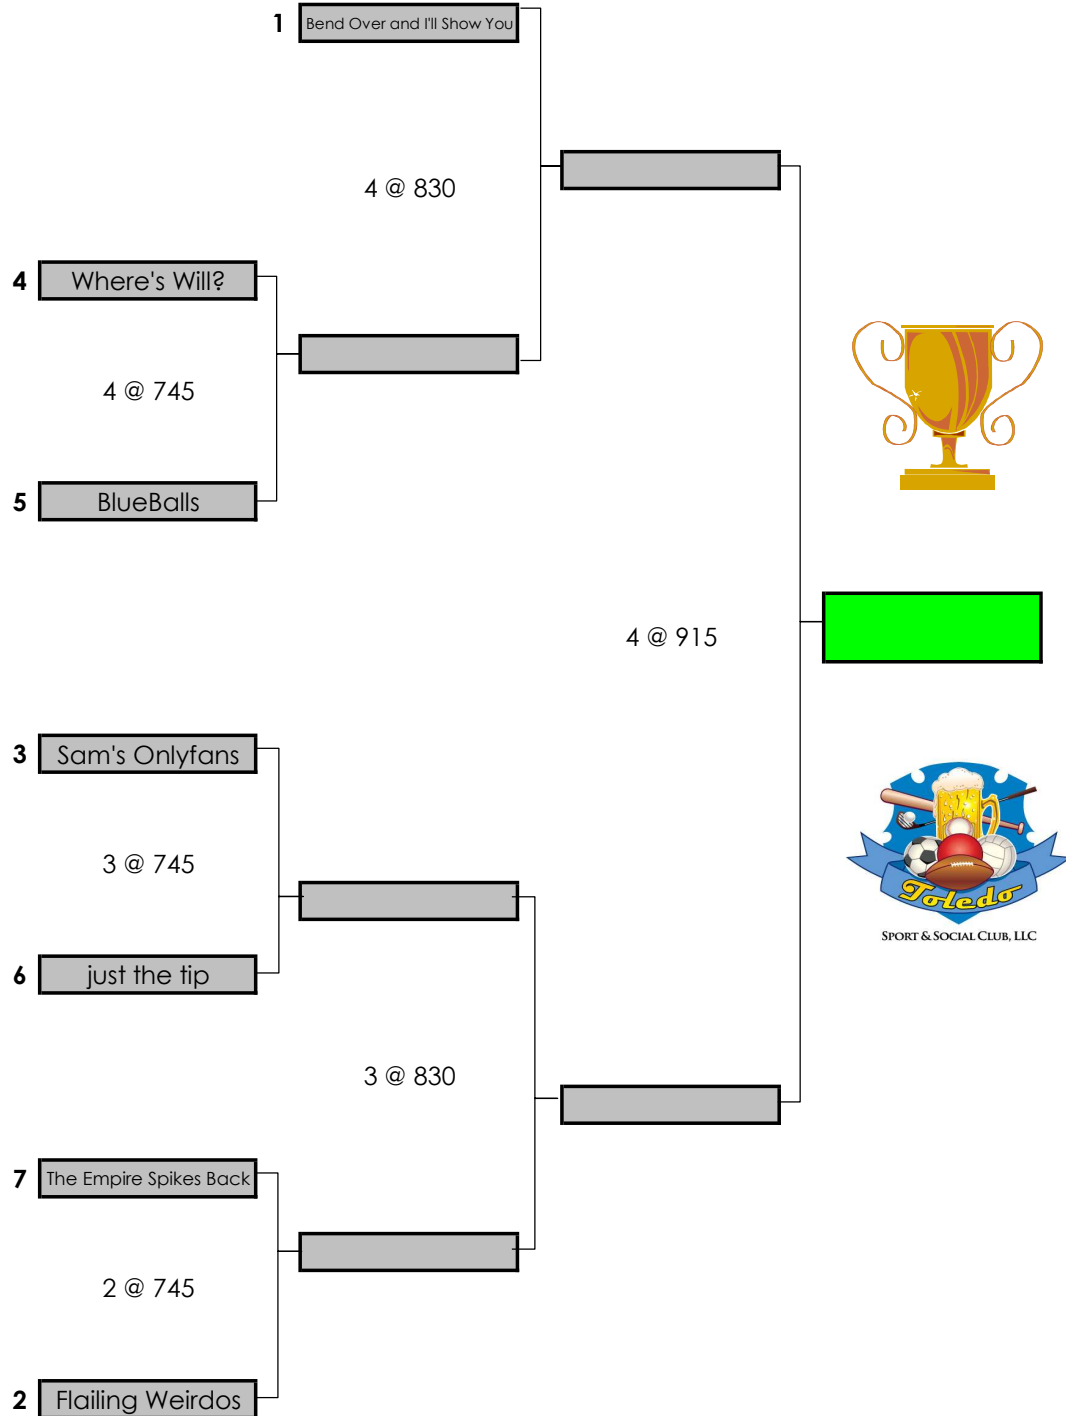 1 Bend Over and I'll Show You
4 @ 830
4 Where's Will?
4 @ 745
5 BlueBalls
4 @ 915
3 Sam's Onlyfans
3 @ 745
6 just the tip
3 @ 830
7 The Empire Spikes Back
2 @ 745
2 Flailing Weirdos
Toledo
SPORT & SOCIAL CLUB, LLC